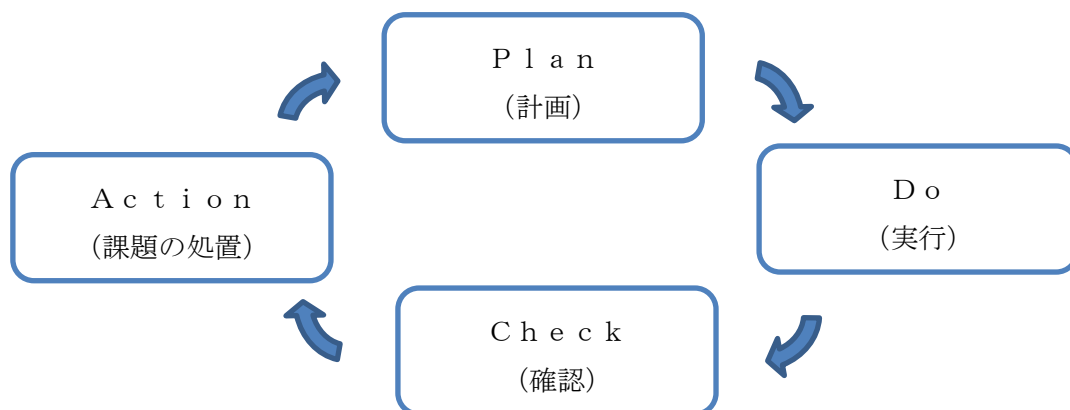 Ｐｌａｎ
（計画）
Ｄｏ
（実行）
Ｃｈｅｃｋ
（確認）
Ａｃｔｉｏｎ
（課題の処置）